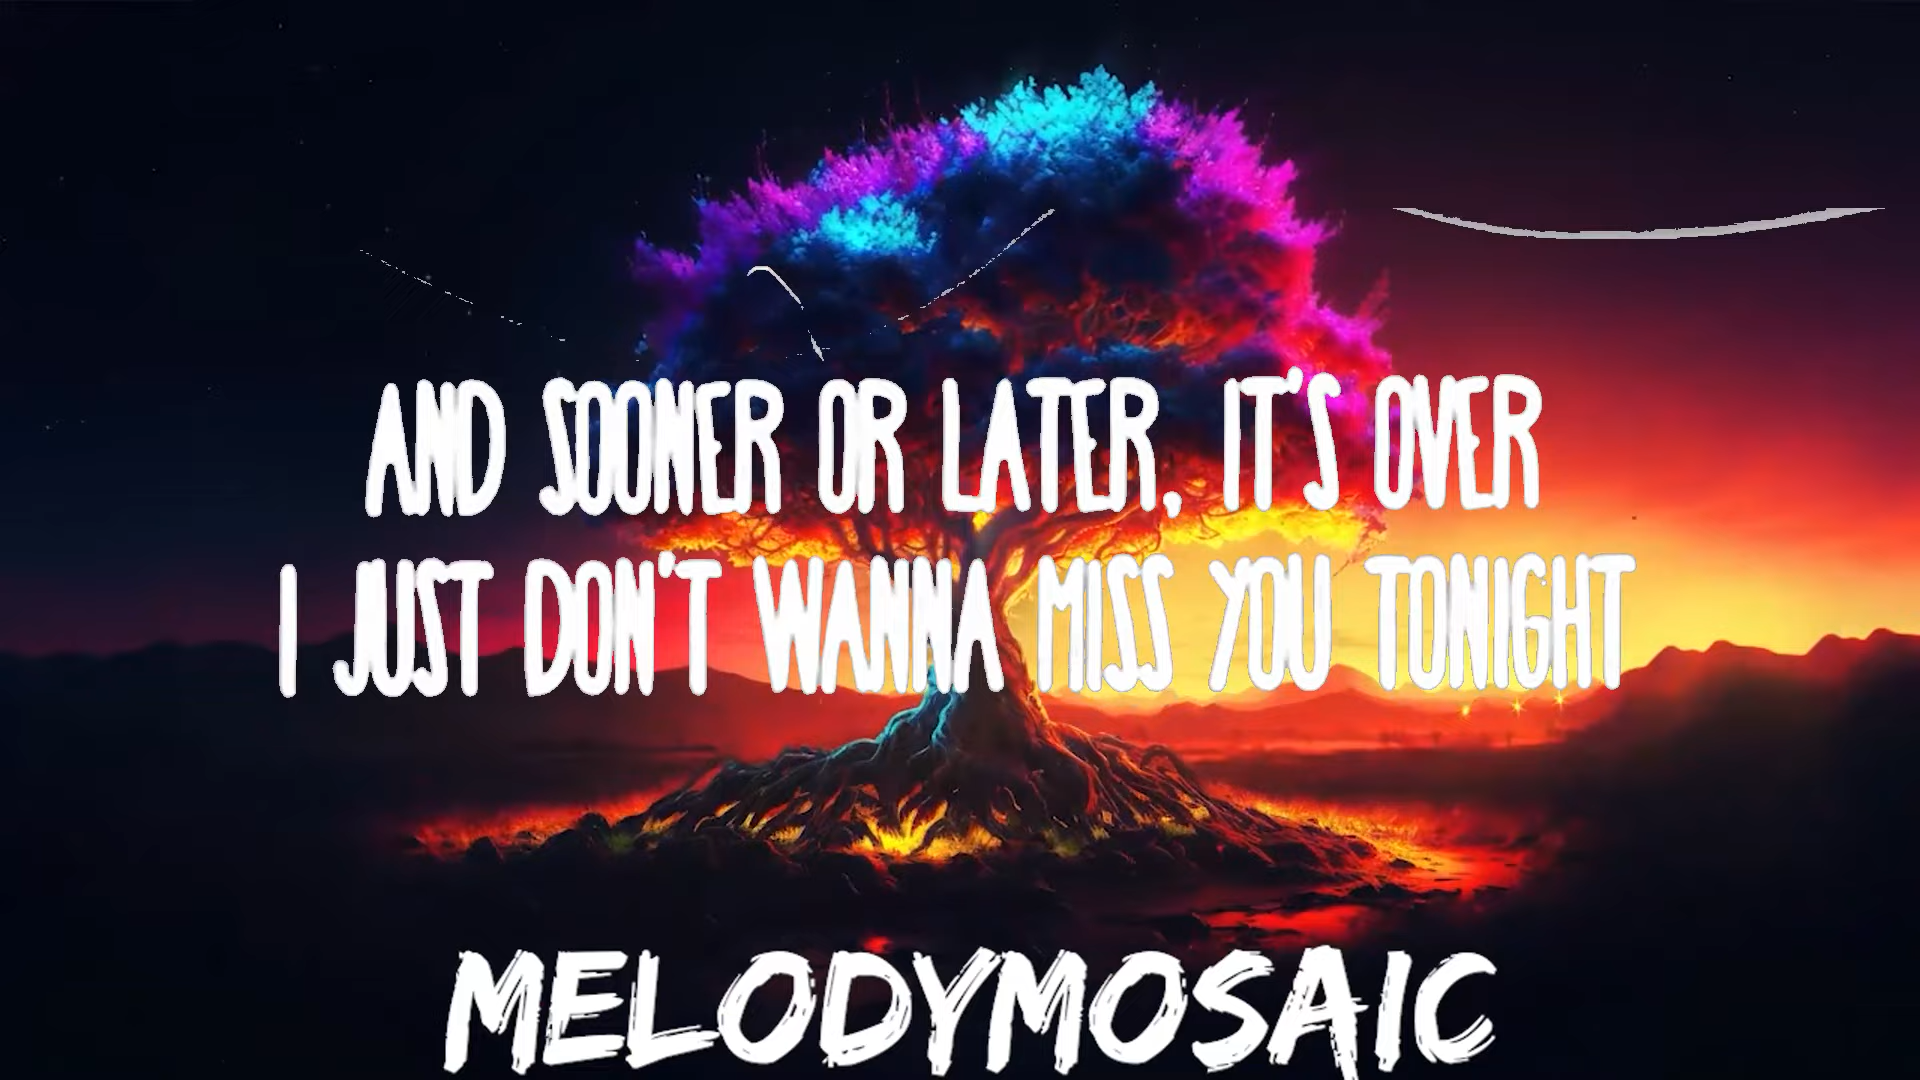 AND SOONER OR LATER, IT'S OVER
I JUST DON'T WANNA MISS YOU TONIGHT
MELODYMOSAIC